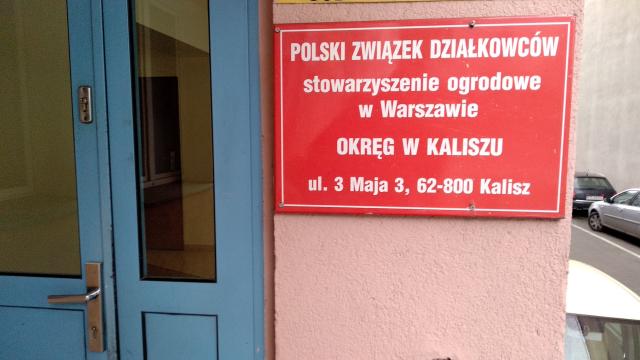 POLSKI ZWIĄZEK DZIAŁKOWCÓW
stowarzyszenie ogrodowe
w Warszawie
OKRĘG W KALISZU
ul. 3 Maja 3, 62-800 Kalisz